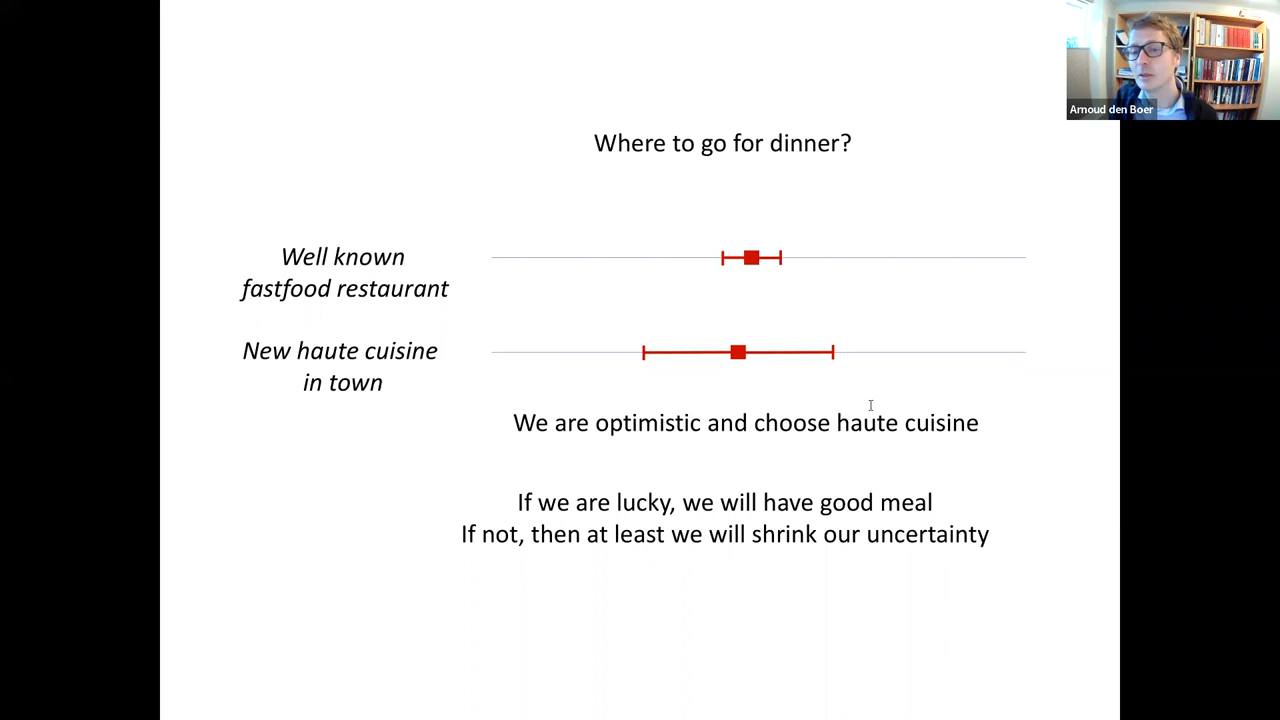 Arnoud den Boer
Where to go for dinner?
Well known
fastfood restaurant
New haute cuisine
in town
We are optimistic and choose haute cuisine
If we are lucky, we will have good meal
If not, then at least we will shrink our uncertainty